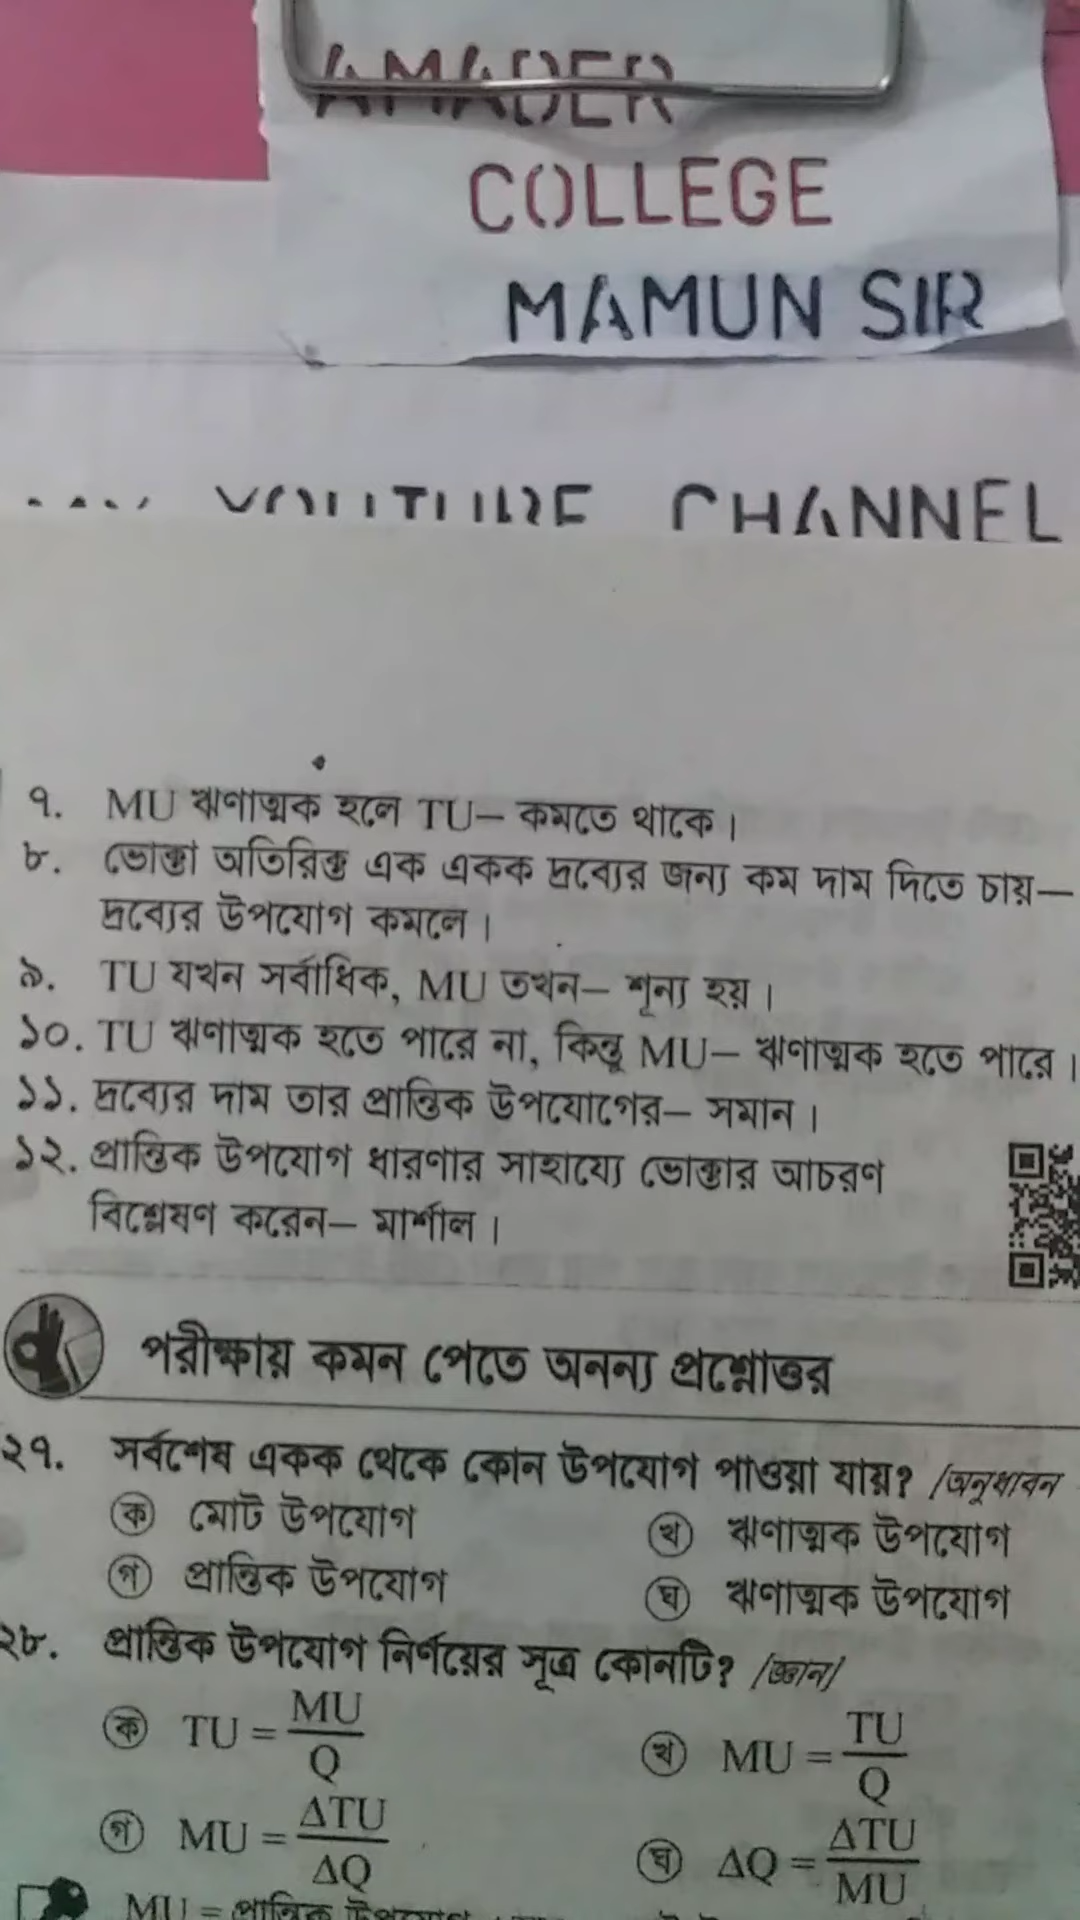 AMADER
COLLEGE
MAMUN SIR
CHANNEL
৭. MU ঋণাত্মক হলে TU– কমতে থাকে।
৮. ভোক্তা অতিরিক্ত এক একক দ্রব্যের জন্য কম দাম দিতে চায়–
দ্রব্যের উপযোগ কমলে।
৯. TU যখন সর্বাধিক, MU তখন– শূন্য হয়।
১০. TU ঋণাত্মক হতে পারে না, কিন্তু MU– ঋণাত্মক হতে পারে।
১১. দ্রব্যের দাম তার প্রান্তিক উপযোগের– সমান।
১২. প্রান্তিক উপযোগ ধারণার সাহায্যে ভোক্তার আচরণ
বিশ্লেষণ করেন– মার্শাল।
পরীক্ষায় কমন পেতে অনন্য প্রশ্নোত্তর
২৭. সর্বশেষ একক থেকে কোন উপযোগ পাওয়া যায়? /অনুধাবন
ক মোট উপযোগ খ ঋণাত্মক উপযোগ
গ প্রান্তিক উপযোগ ঘ ঋণাত্মক উপযোগ
২৮. প্রান্তিক উপযোগ নির্ণয়ের সূত্র কোনটি? /জ্ঞান/
ক TU = MU/Q খ MU = TU/Q
গ MU = ΔTU/ΔQ ঘ ΔQ = ΔTU/MU
MU = প্রান্তিক উপযোগ